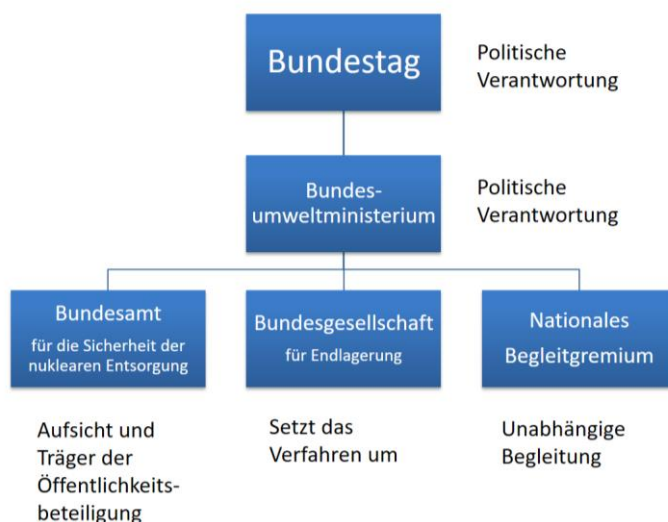 Bundestag
Politische
Verantwortung
Bundes-
umweltministerium
Politische
Verantwortung
Bundesamt
für die Sicherheit der
nuklearen Entsorgung
Bundesgesellschaft
für Endlagerung
Nationales
Begleitgremium
Aufsicht und
Träger der
Öffentlichkeits-
beteiligung
Setzt das
Verfahren um
Unabhängige
Begleitung